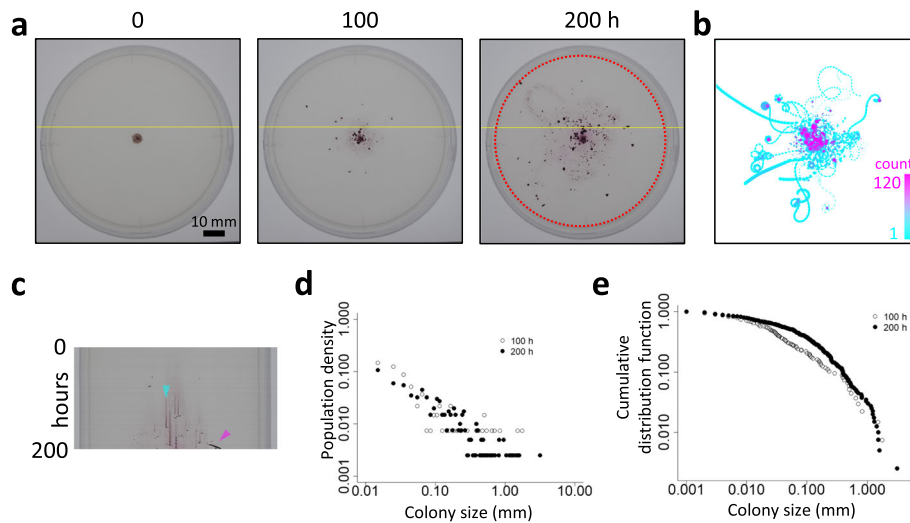 a
0
100
200 h
b
10 mm
count
120
1
c
0
hours
200
d
Population density
1.000
0.100
0.010
0.001
100 h
200 h
0.01
0.10
1.00
10.00
Colony size (mm)
e
Cumulative
distribution function
1.000
0.100
0.010
100 h
200 h
0.001
0.010
0.100
1.000
Colony size (mm)